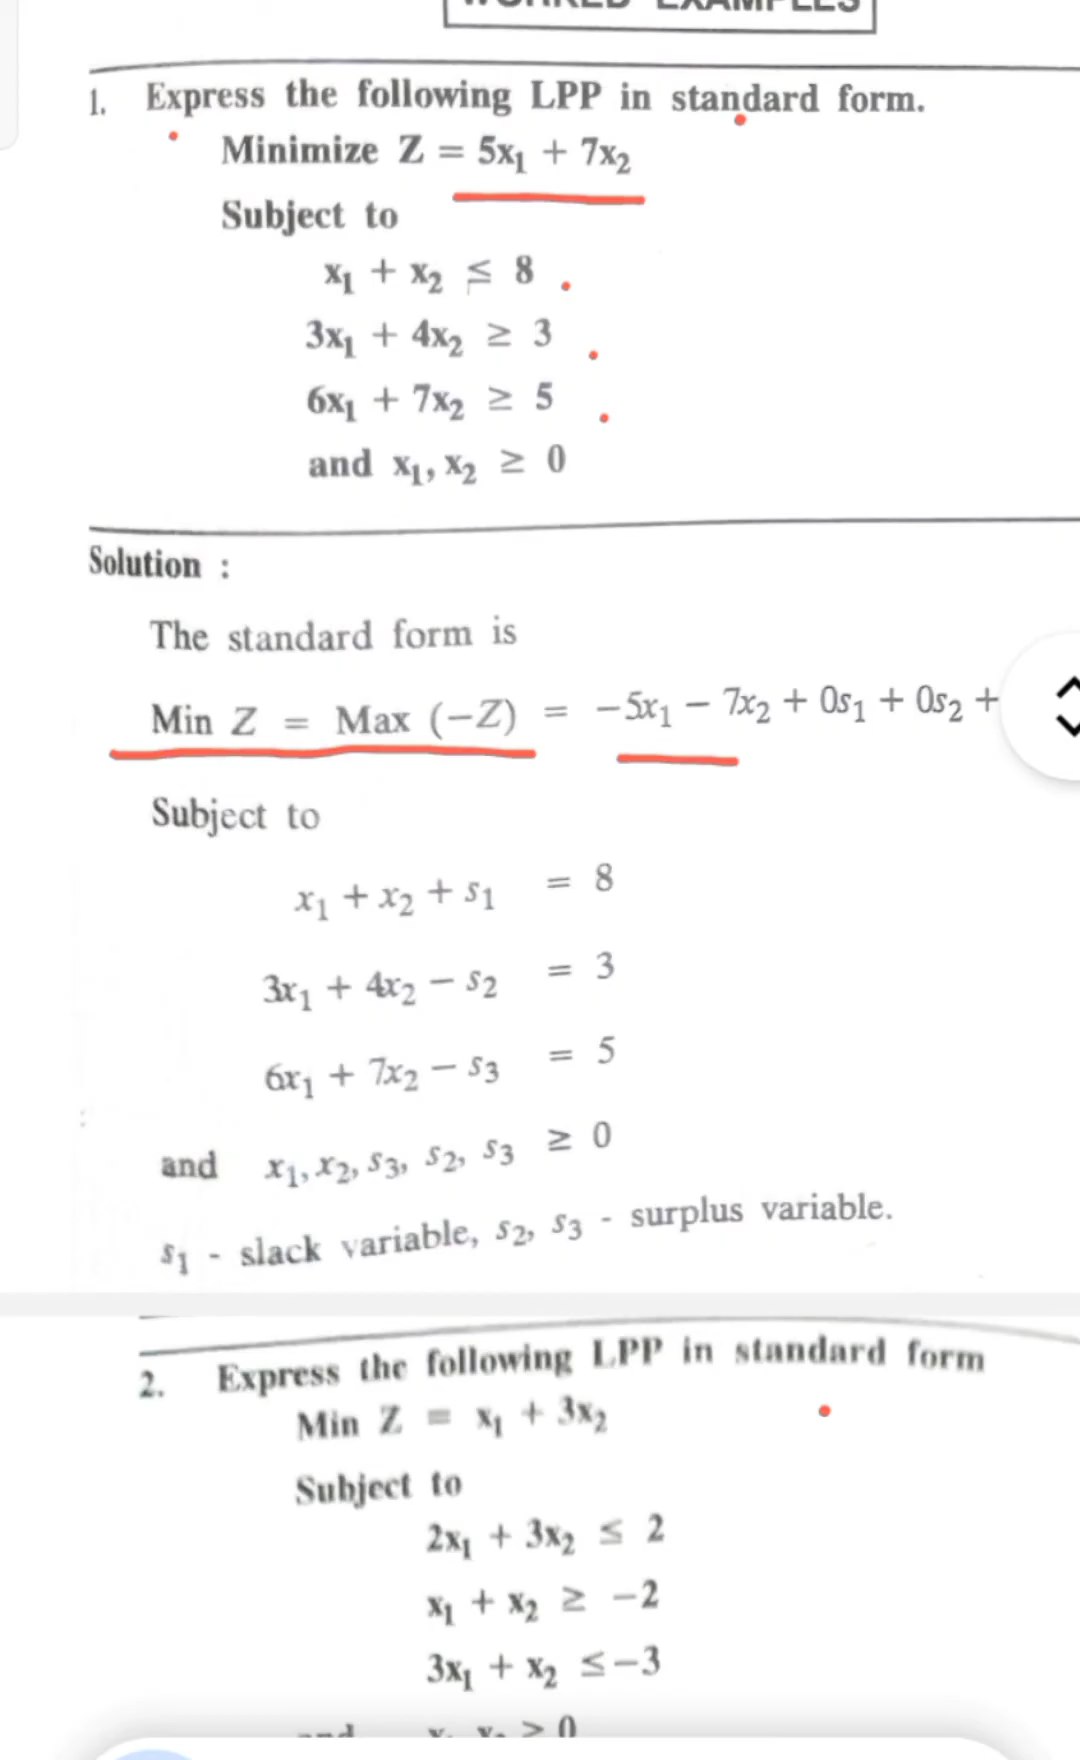 WORKED EXAMPLES
1. Express the following LPP in standard form.
Minimize Z = 5x₁ + 7x₂
Subject to
x₁ + x₂ ≤ 8
3x₁ + 4x₂ ≥ 3
6x₁ + 7x₂ ≥ 5
and x₁, x₂ ≥ 0
Solution :
The standard form is
Min Z = Max (−Z) = −5x₁ − 7x₂ + 0s₁ + 0s₂ +
Subject to
x₁ + x₂ + s₁ = 8
3x₁ + 4x₂ − s₂ = 3
6x₁ + 7x₂ − s₃ = 5
and x₁, x₂, s₃, s₂, s₃ ≥ 0
s₁ - slack variable, s₂, s₃ - surplus variable.
2. Express the following LPP in standard form
Min Z = x₁ + 3x₂
Subject to
2x₁ + 3x₂ ≤ 2
x₁ + x₂ ≥ −2
3x₁ + x₂ ≤ −3